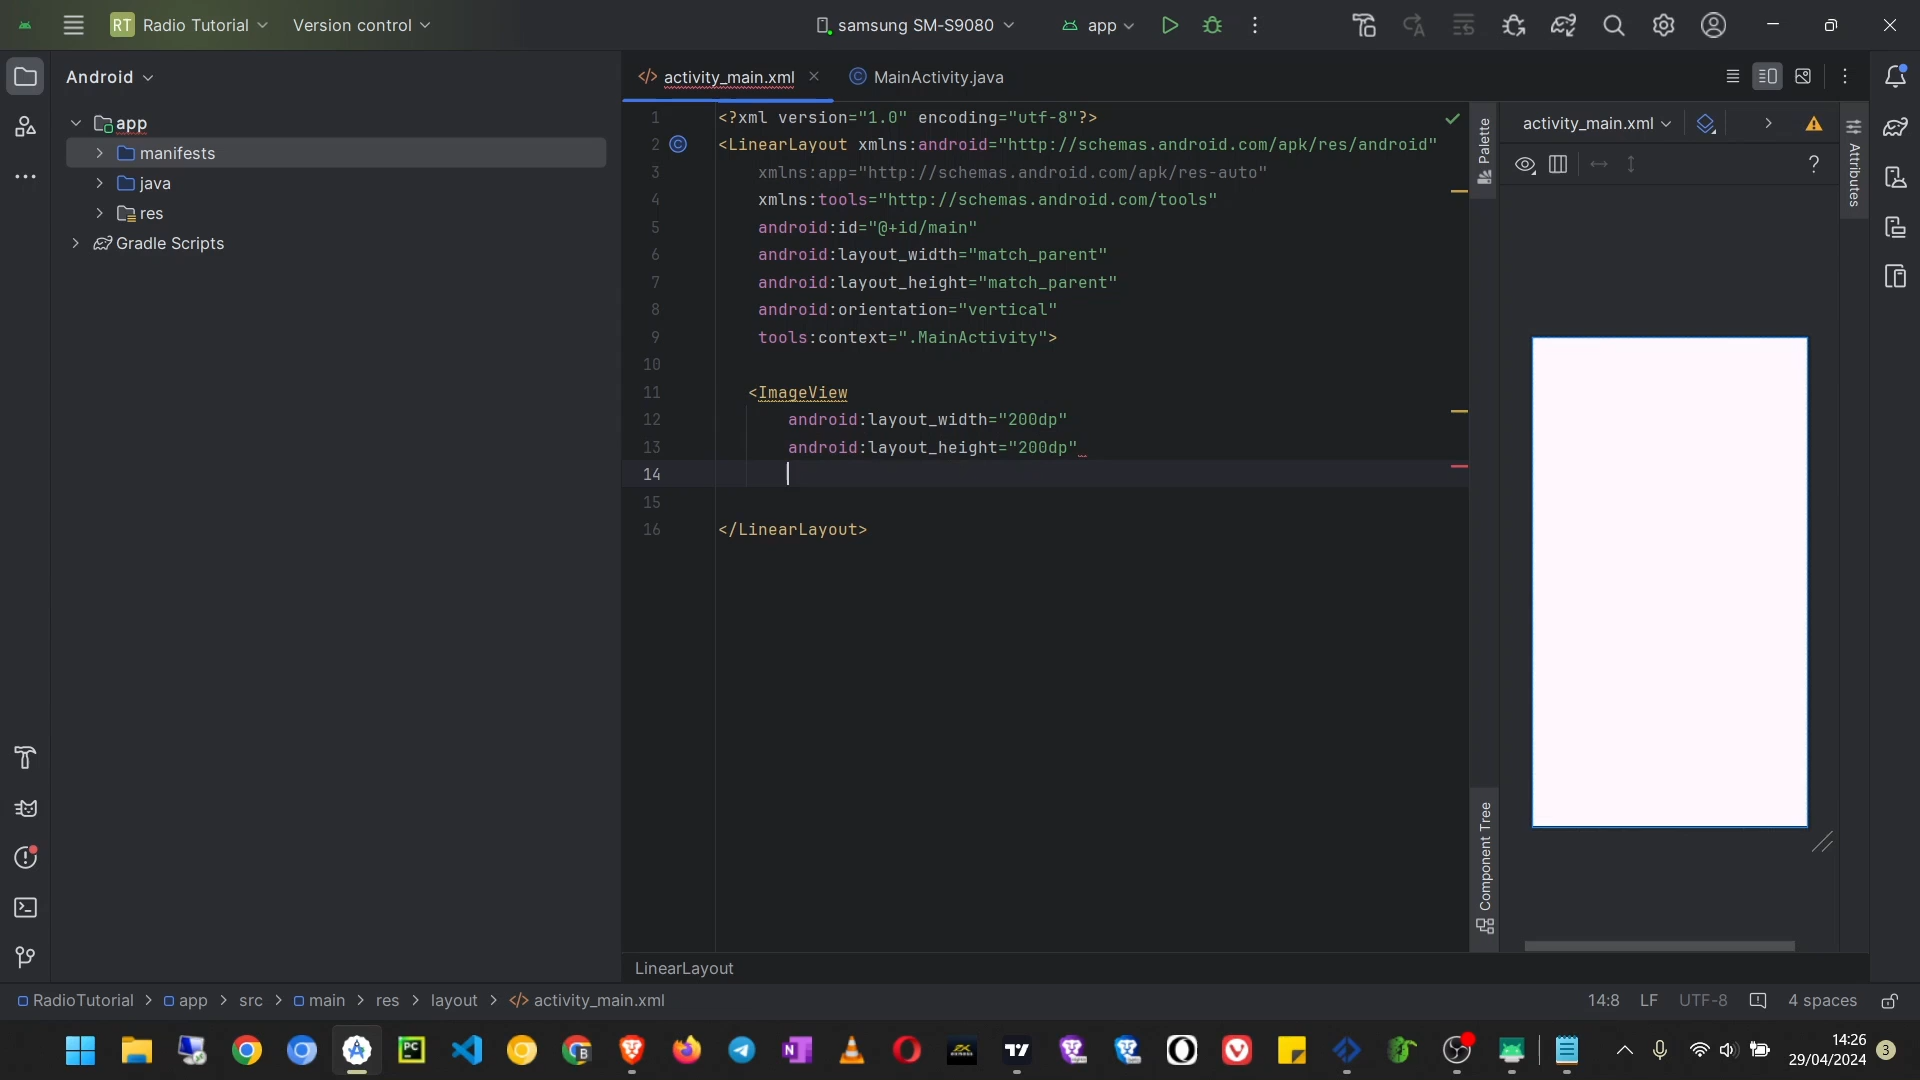 RT Radio Tutorial Version control samsung SM-S9080 app
Android
activity_main.xml MainActivity.java
app
manifests
java
res
Gradle Scripts
1 <?xml version="1.0" encoding="utf-8"?>
2 <LinearLayout xmlns:android="http://schemas.android.com/apk/res/android"
3 xmlns:app="http://schemas.android.com/apk/res-auto"
4 xmlns:tools="http://schemas.android.com/tools"
5 android:id="@+id/main"
6 android:layout_width="match_parent"
7 android:layout_height="match_parent"
8 android:orientation="vertical"
9 tools:context=".MainActivity">
10
11 <ImageView
12 android:layout_width="200dp"
13 android:layout_height="200dp"
14
15
16 </LinearLayout>
Palette
activity_main.xml
?
Attributes
Component Tree
LinearLayout
RadioTutorial > app > src > main > res > layout > activity_main.xml
14:8 LF UTF-8 4 spaces
14:26
29/04/2024
3